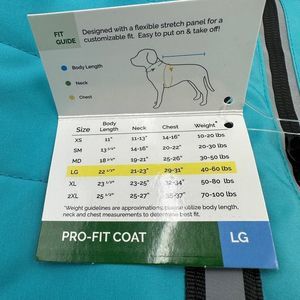 FIT
GUIDE
Designed with a flexible stretch panel for a
customizable fit. Easy to put on & take off!
Body Length
Neck
Chest
Size Body Length Neck Chest Weight*
XS 11" 11-13" 14-16" 10-20 lbs
SM 13 1/2" 14-16" 20-22" 20-30 lbs
MD 18 1/2" 19-21" 25-26" 30-50 lbs
LG 22 1/2" 21-23" 29-31" 40-60 lbs
XL 23 1/2" 23-25" 32-34" 50-80 lbs
2XL 25 1/2" 25-27" 35-37" 70-100 lbs
*Weight guidelines are approximations. Please utilize body length,
neck and chest measurements to determine best fit.
PRO-FIT COAT LG